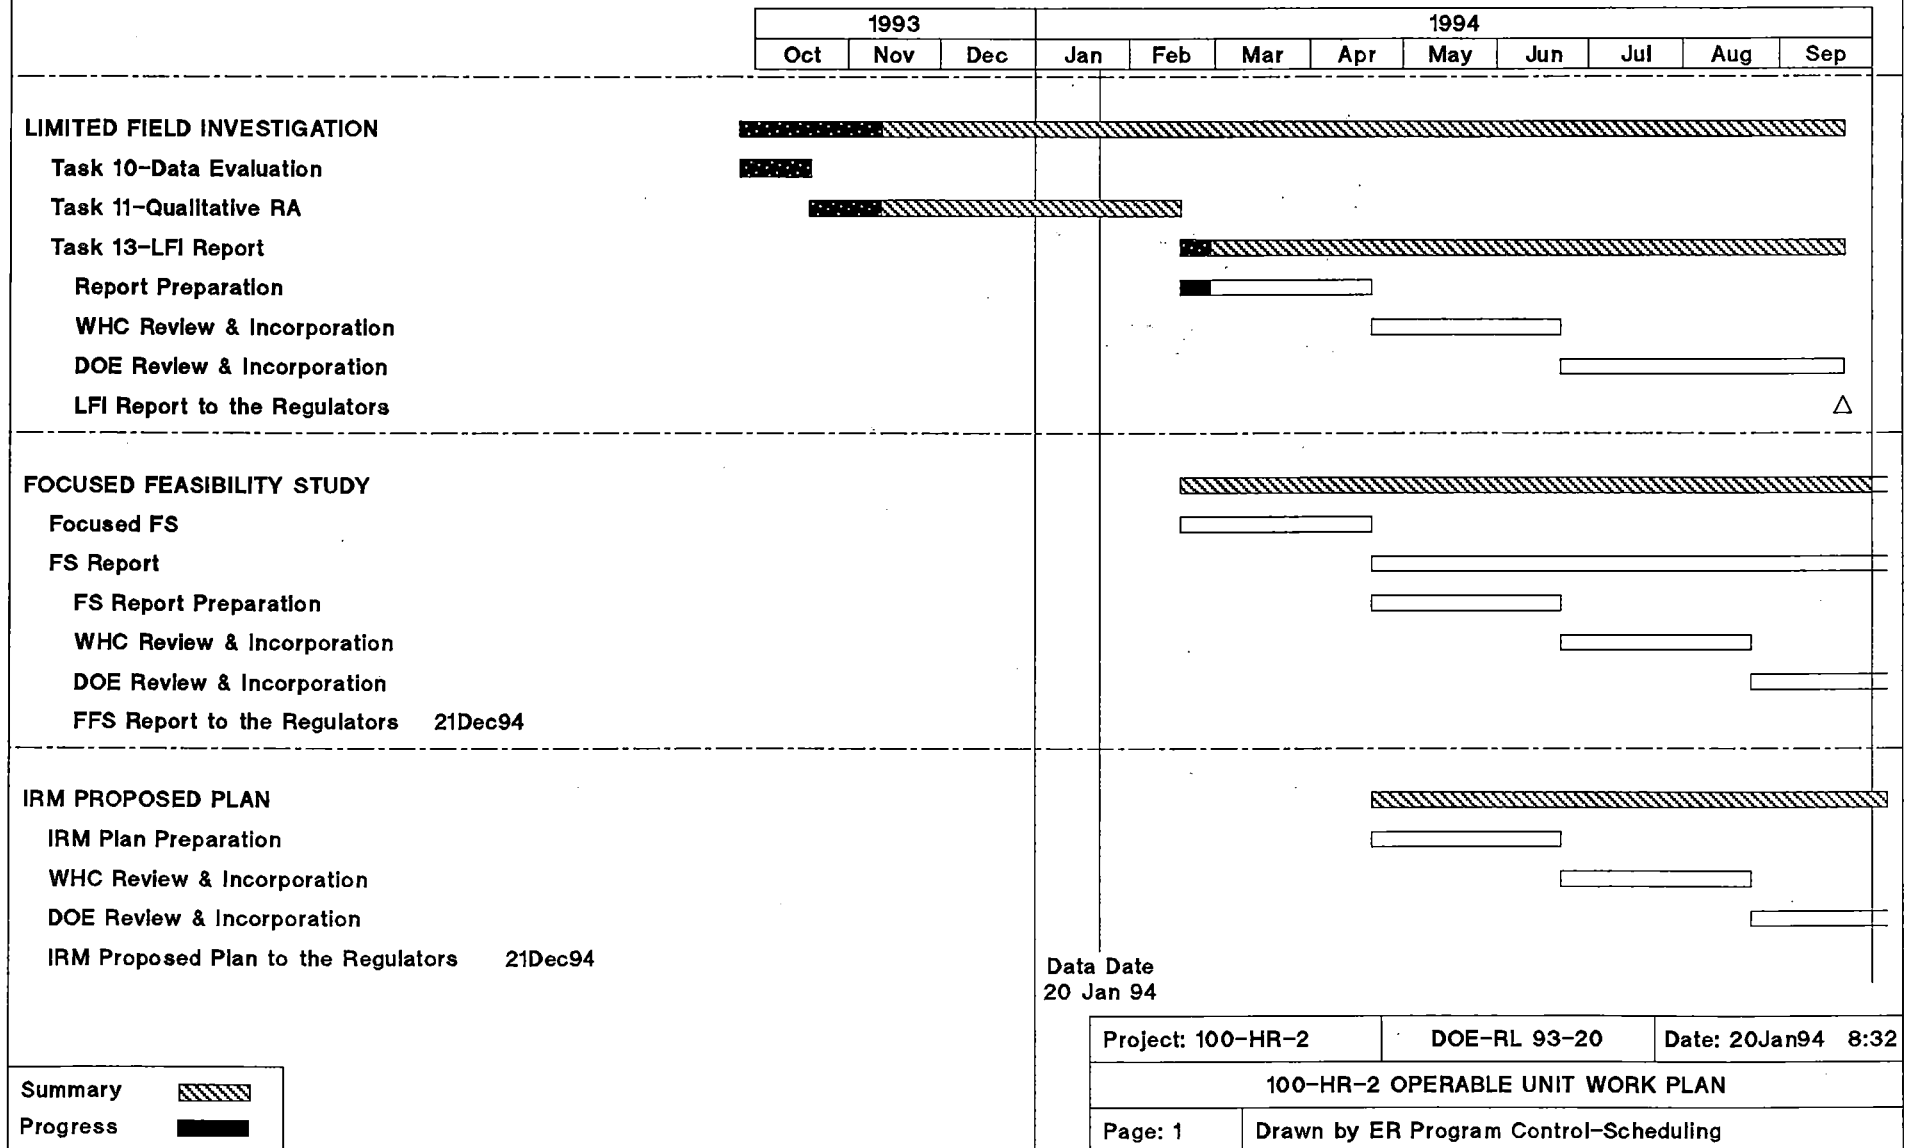 1993 1994
Oct Nov Dec Jan Feb Mar Apr May Jun Jul Aug Sep
LIMITED FIELD INVESTIGATION
Task 10-Data Evaluation
Task 11-Qualitative RA
Task 13-LFI Report
Report Preparation
WHC Review & Incorporation
DOE Review & Incorporation
LFI Report to the Regulators
FOCUSED FEASIBILITY STUDY
Focused FS
FS Report
FS Report Preparation
WHC Review & Incorporation
DOE Review & Incorporation
FFS Report to the Regulators 21Dec94
IRM PROPOSED PLAN
IRM Plan Preparation
WHC Review & Incorporation
DOE Review & Incorporation
IRM Proposed Plan to the Regulators 21Dec94
Data Date
20 Jan 94
Project: 100-HR-2 DOE-RL 93-20 Date: 20Jan94 8:32
100-HR-2 OPERABLE UNIT WORK PLAN
Page: 1 Drawn by ER Program Control-Scheduling
Summary
Progress